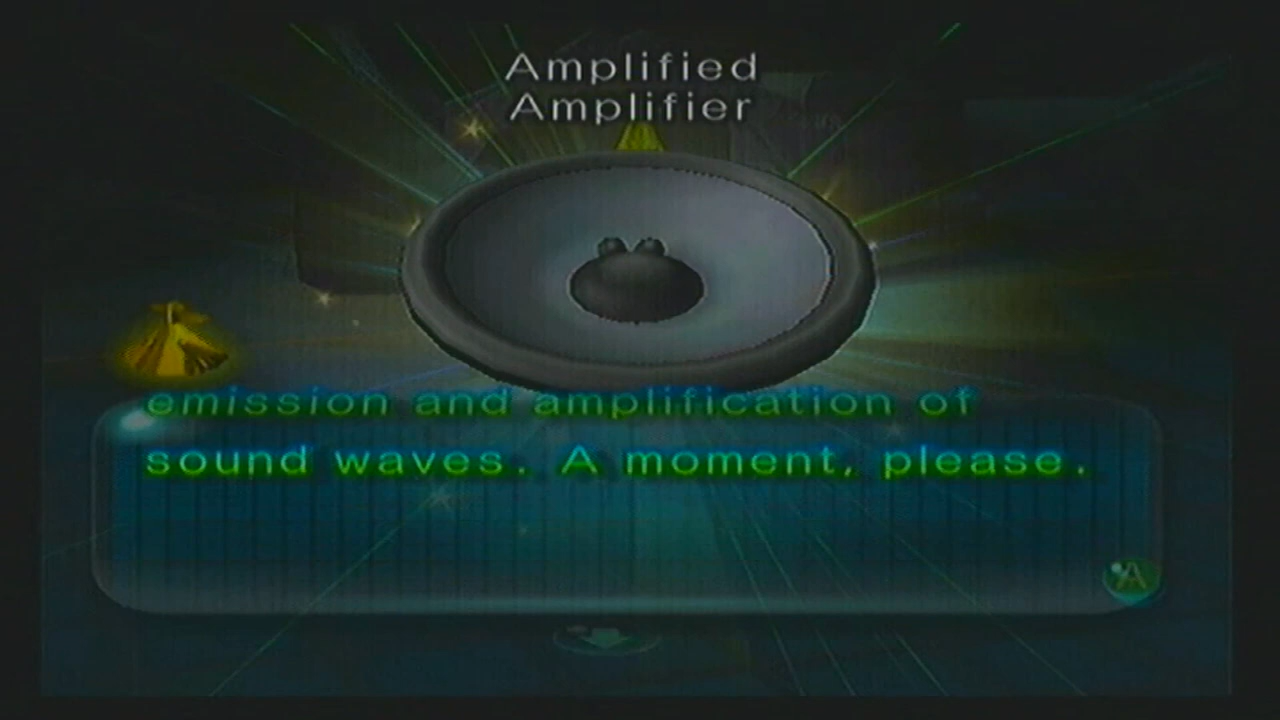 Amplified
Amplifier
emission and amplification of
sound waves. A moment, please.
A